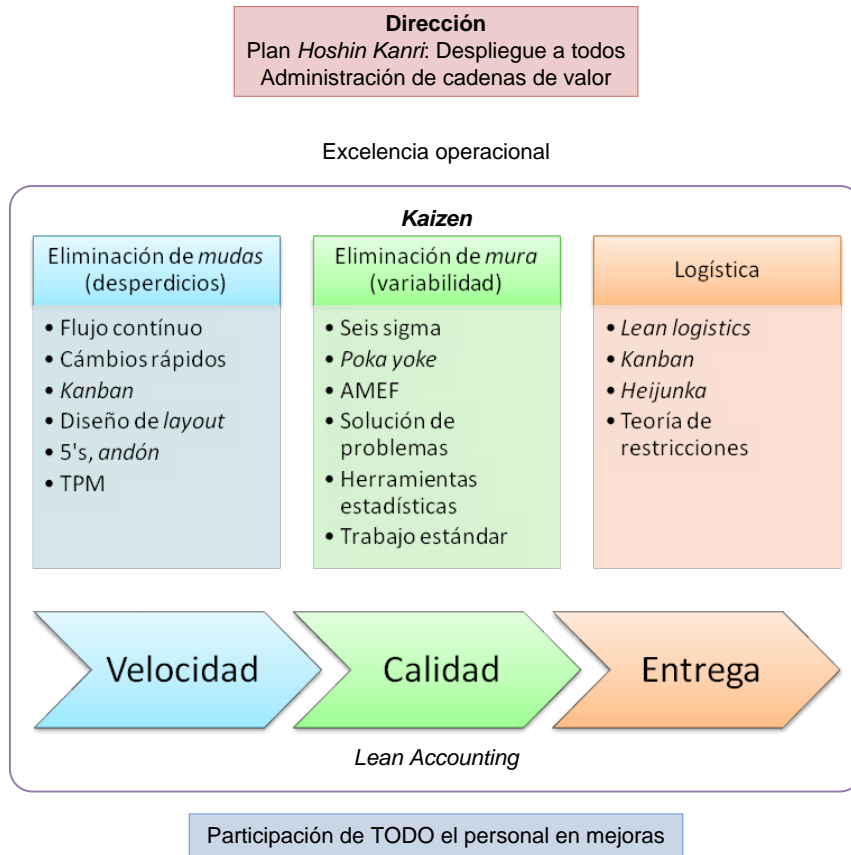 Dirección
Plan Hoshin Kanri: Despliegue a todos
Administración de cadenas de valor
Excelencia operacional
Kaizen
Eliminación de mudas
(desperdicios)
• Flujo contínuo
• Cámbios rápidos
• Kanban
• Diseño de layout
• 5's, andón
• TPM
Eliminación de mura
(variabilidad)
• Seis sigma
• Poka yoke
• AMEF
• Solución de
problemas
• Herramientas
estadísticas
• Trabajo estándar
Logística
• Lean logistics
• Kanban
• Heijunka
• Teoría de
restricciones
Velocidad
Calidad
Entrega
Lean Accounting
Participación de TODO el personal en mejoras